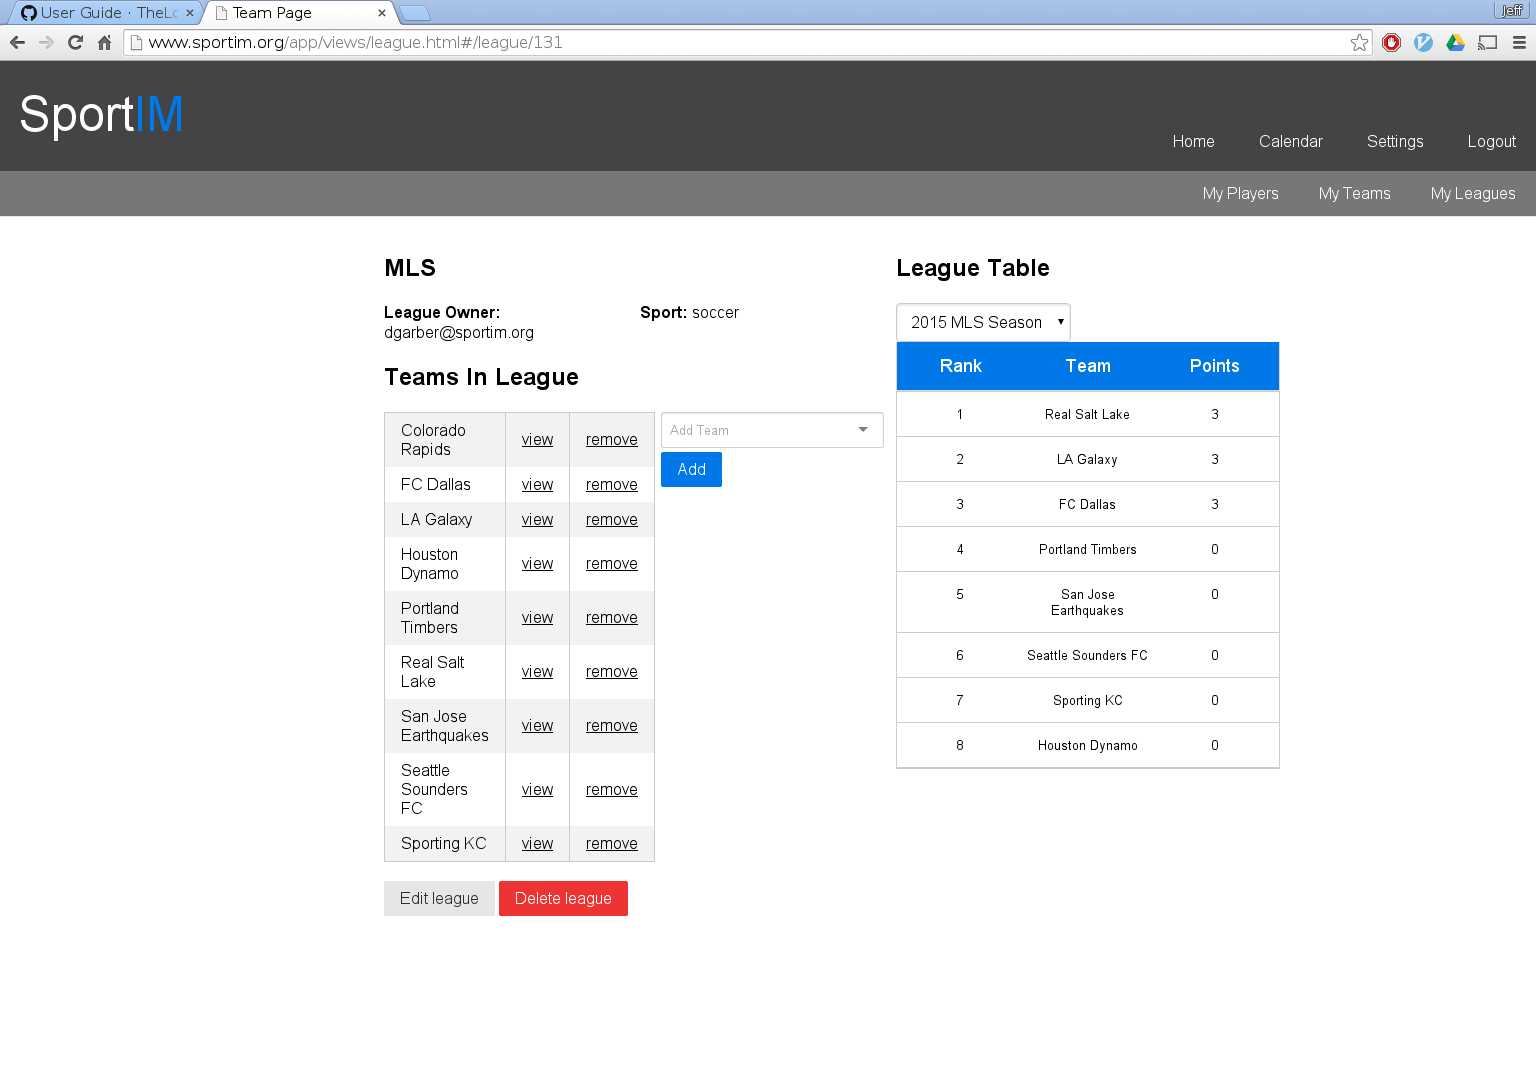 User Guide · TheLo
Team Page
Jeff
www.sportim.org/app/views/league.html#/league/131
SportIM
Home Calendar Settings Logout
My Players My Teams My Leagues
MLS
League Owner:
dgarber@sportim.org
Sport: soccer
Teams In League
Colorado
Rapids
view remove
FC Dallas view remove
LA Galaxy view remove
Houston
Dynamo
view remove
Portland
Timbers
view remove
Real Salt
Lake
view remove
San Jose
Earthquakes
view remove
Seattle
Sounders
FC
view remove
Sporting KC view remove
Add Team
Add
Edit league Delete league
League Table
2015 MLS Season
Rank Team Points
1 Real Salt Lake 3
2 LA Galaxy 3
3 FC Dallas 3
4 Portland Timbers 0
5 San Jose 0
Earthquakes
6 Seattle Sounders FC 0
7 Sporting KC 0
8 Houston Dynamo 0